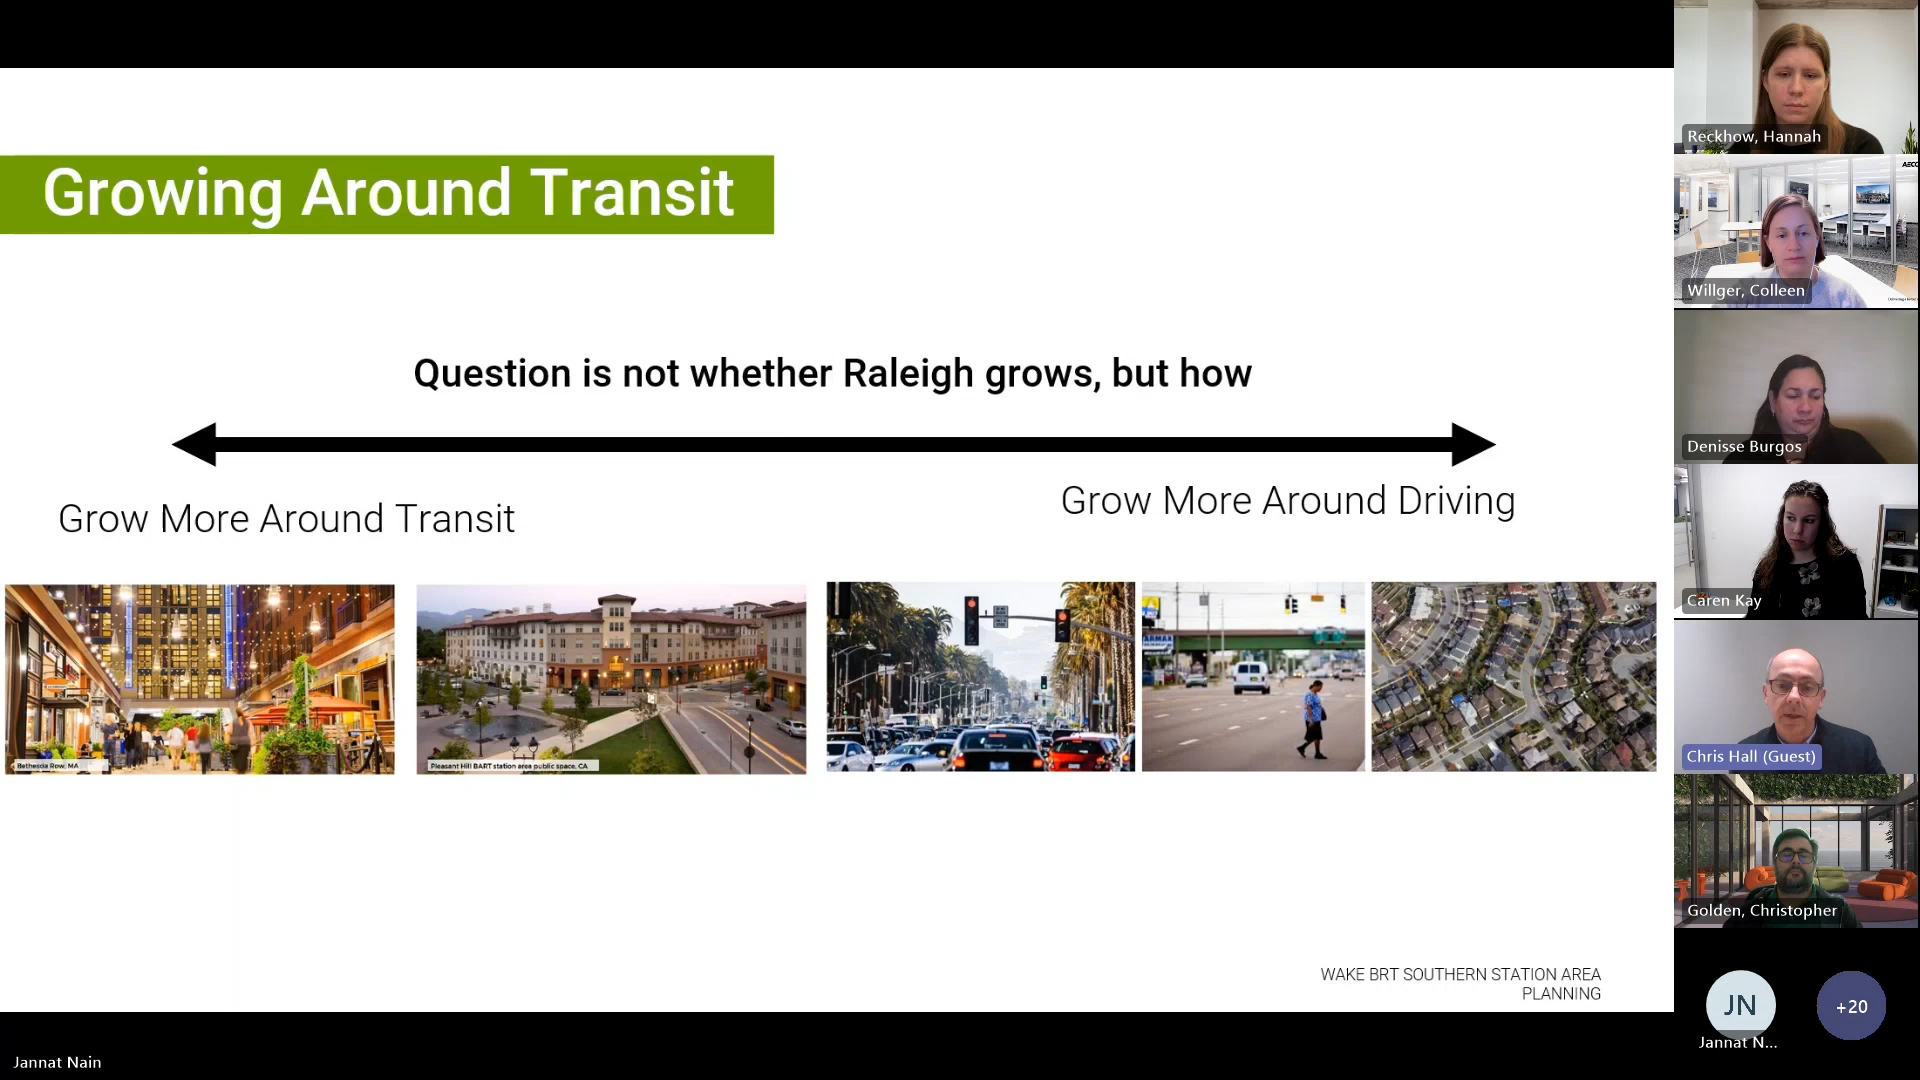 Growing Around Transit
Question is not whether Raleigh grows, but how
Grow More Around Transit
Grow More Around Driving
Bethesda Row, MA
Pleasant Hill BART station area public space, CA
WAKE BRT SOUTHERN STATION AREA
PLANNING
Jannat Nain
Reckhow, Hannah
AECO
Willger, Colleen
Denisse Burgos
Caren Kay
Chris Hall (Guest)
Golden, Christopher
JN
+20
Jannat N...